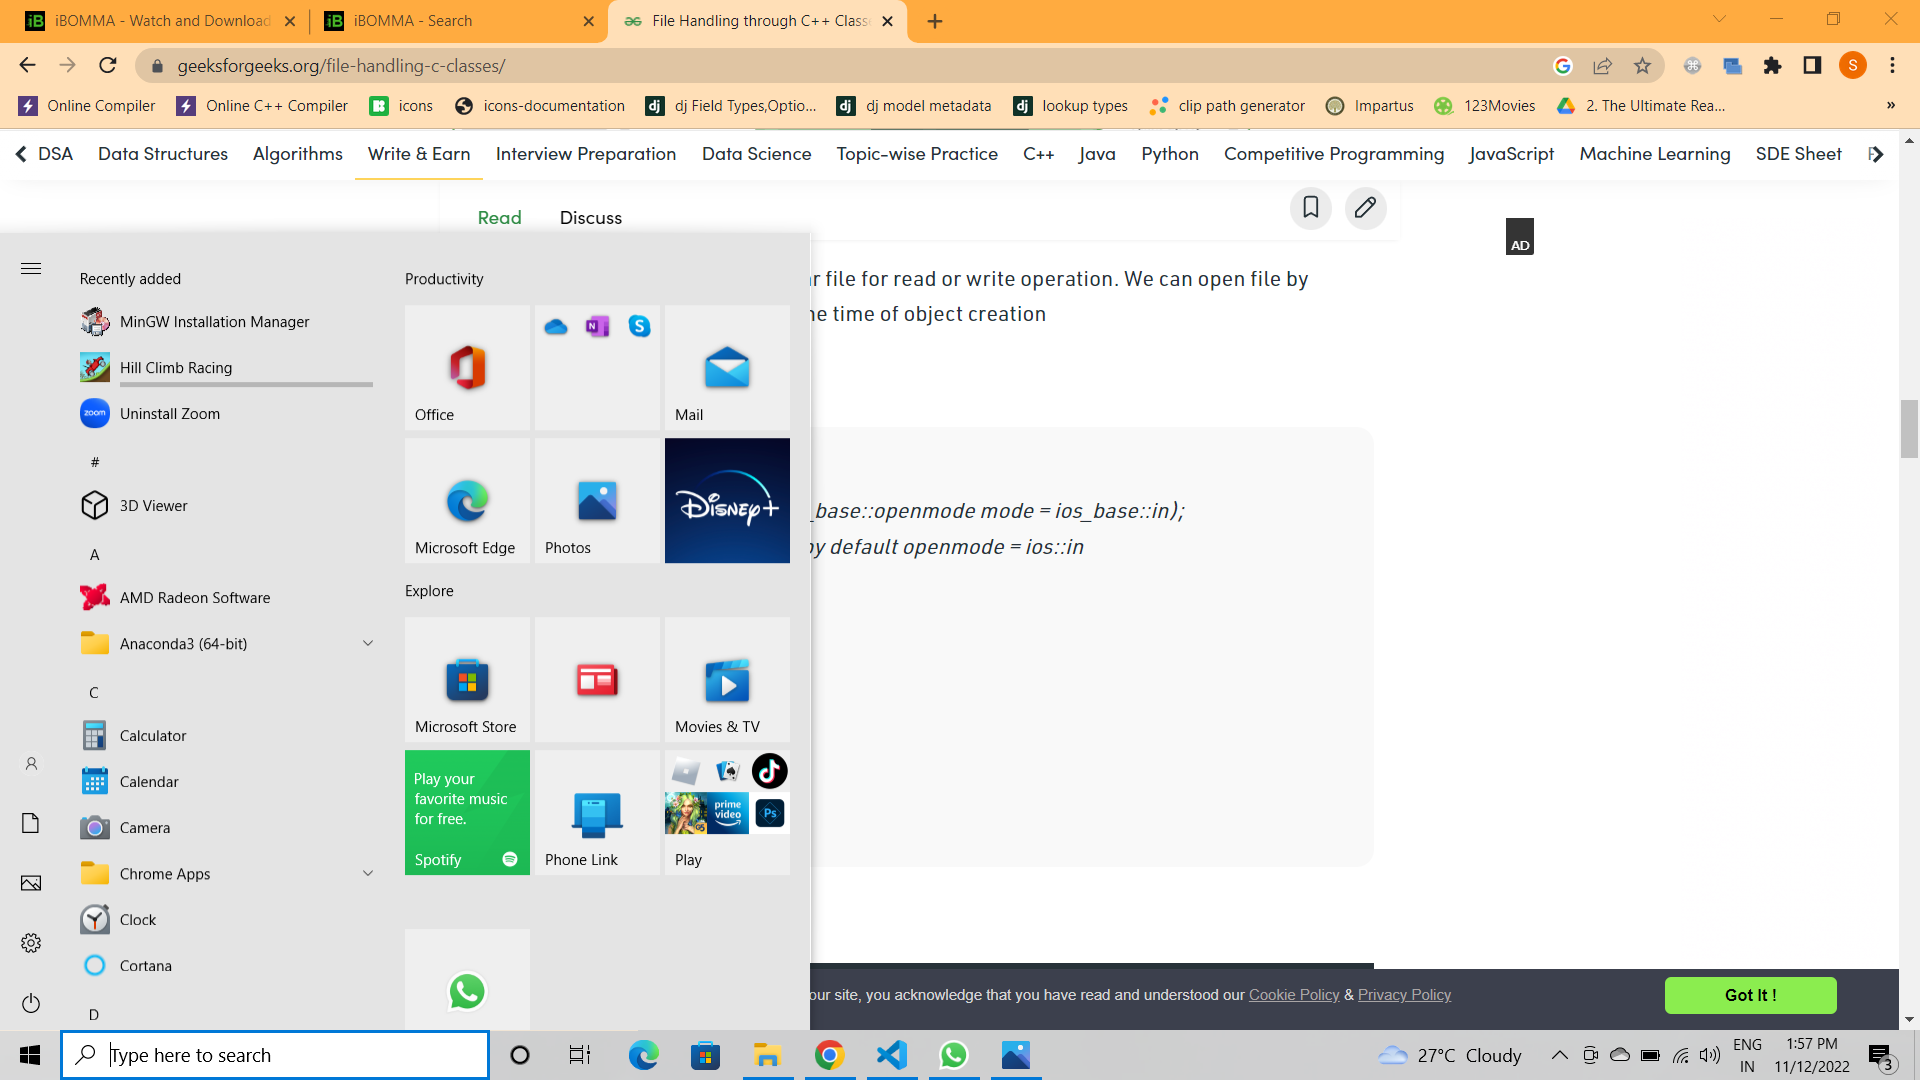 iBOMMA - Watch and Download
iBOMMA - Search
File Handling through C++ Classe
geeksforgeeks.org/file-handling-c-classes/
S
Online Compiler
Online C++ Compiler
icons
icons-documentation
dj Field Types,Optio...
dj model metadata
lookup types
clip path generator
Impartus
123Movies
2. The Ultimate Rea...
»
DSA
Data Structures
Algorithms
Write & Earn
Interview Preparation
Data Science
Topic-wise Practice
C++
Java
Python
Competitive Programming
JavaScript
Machine Learning
SDE Sheet
Read
Discuss
AD
file for read or write operation. We can open file by
time of object creation
_base::openmode mode = ios_base::in);
by default openmode = ios::in
Recently added
MinGW Installation Manager
Hill Climb Racing
zoom
Uninstall Zoom
#
3D Viewer
A
AMD Radeon Software
Anaconda3 (64-bit)
C
Calculator
Calendar
Camera
Chrome Apps
Clock
Cortana
D
Productivity
Office
Mail
Microsoft Edge
Photos
Disney+
Explore
Microsoft Store
Movies & TV
Play your
favorite music
for free.
Spotify
Phone Link
prime
video
Ps
Play
our site, you acknowledge that you have read and understood our Cookie Policy & Privacy Policy
Got It !
Type here to search
27°C Cloudy
ENG
IN
1:57 PM
11/12/2022
3